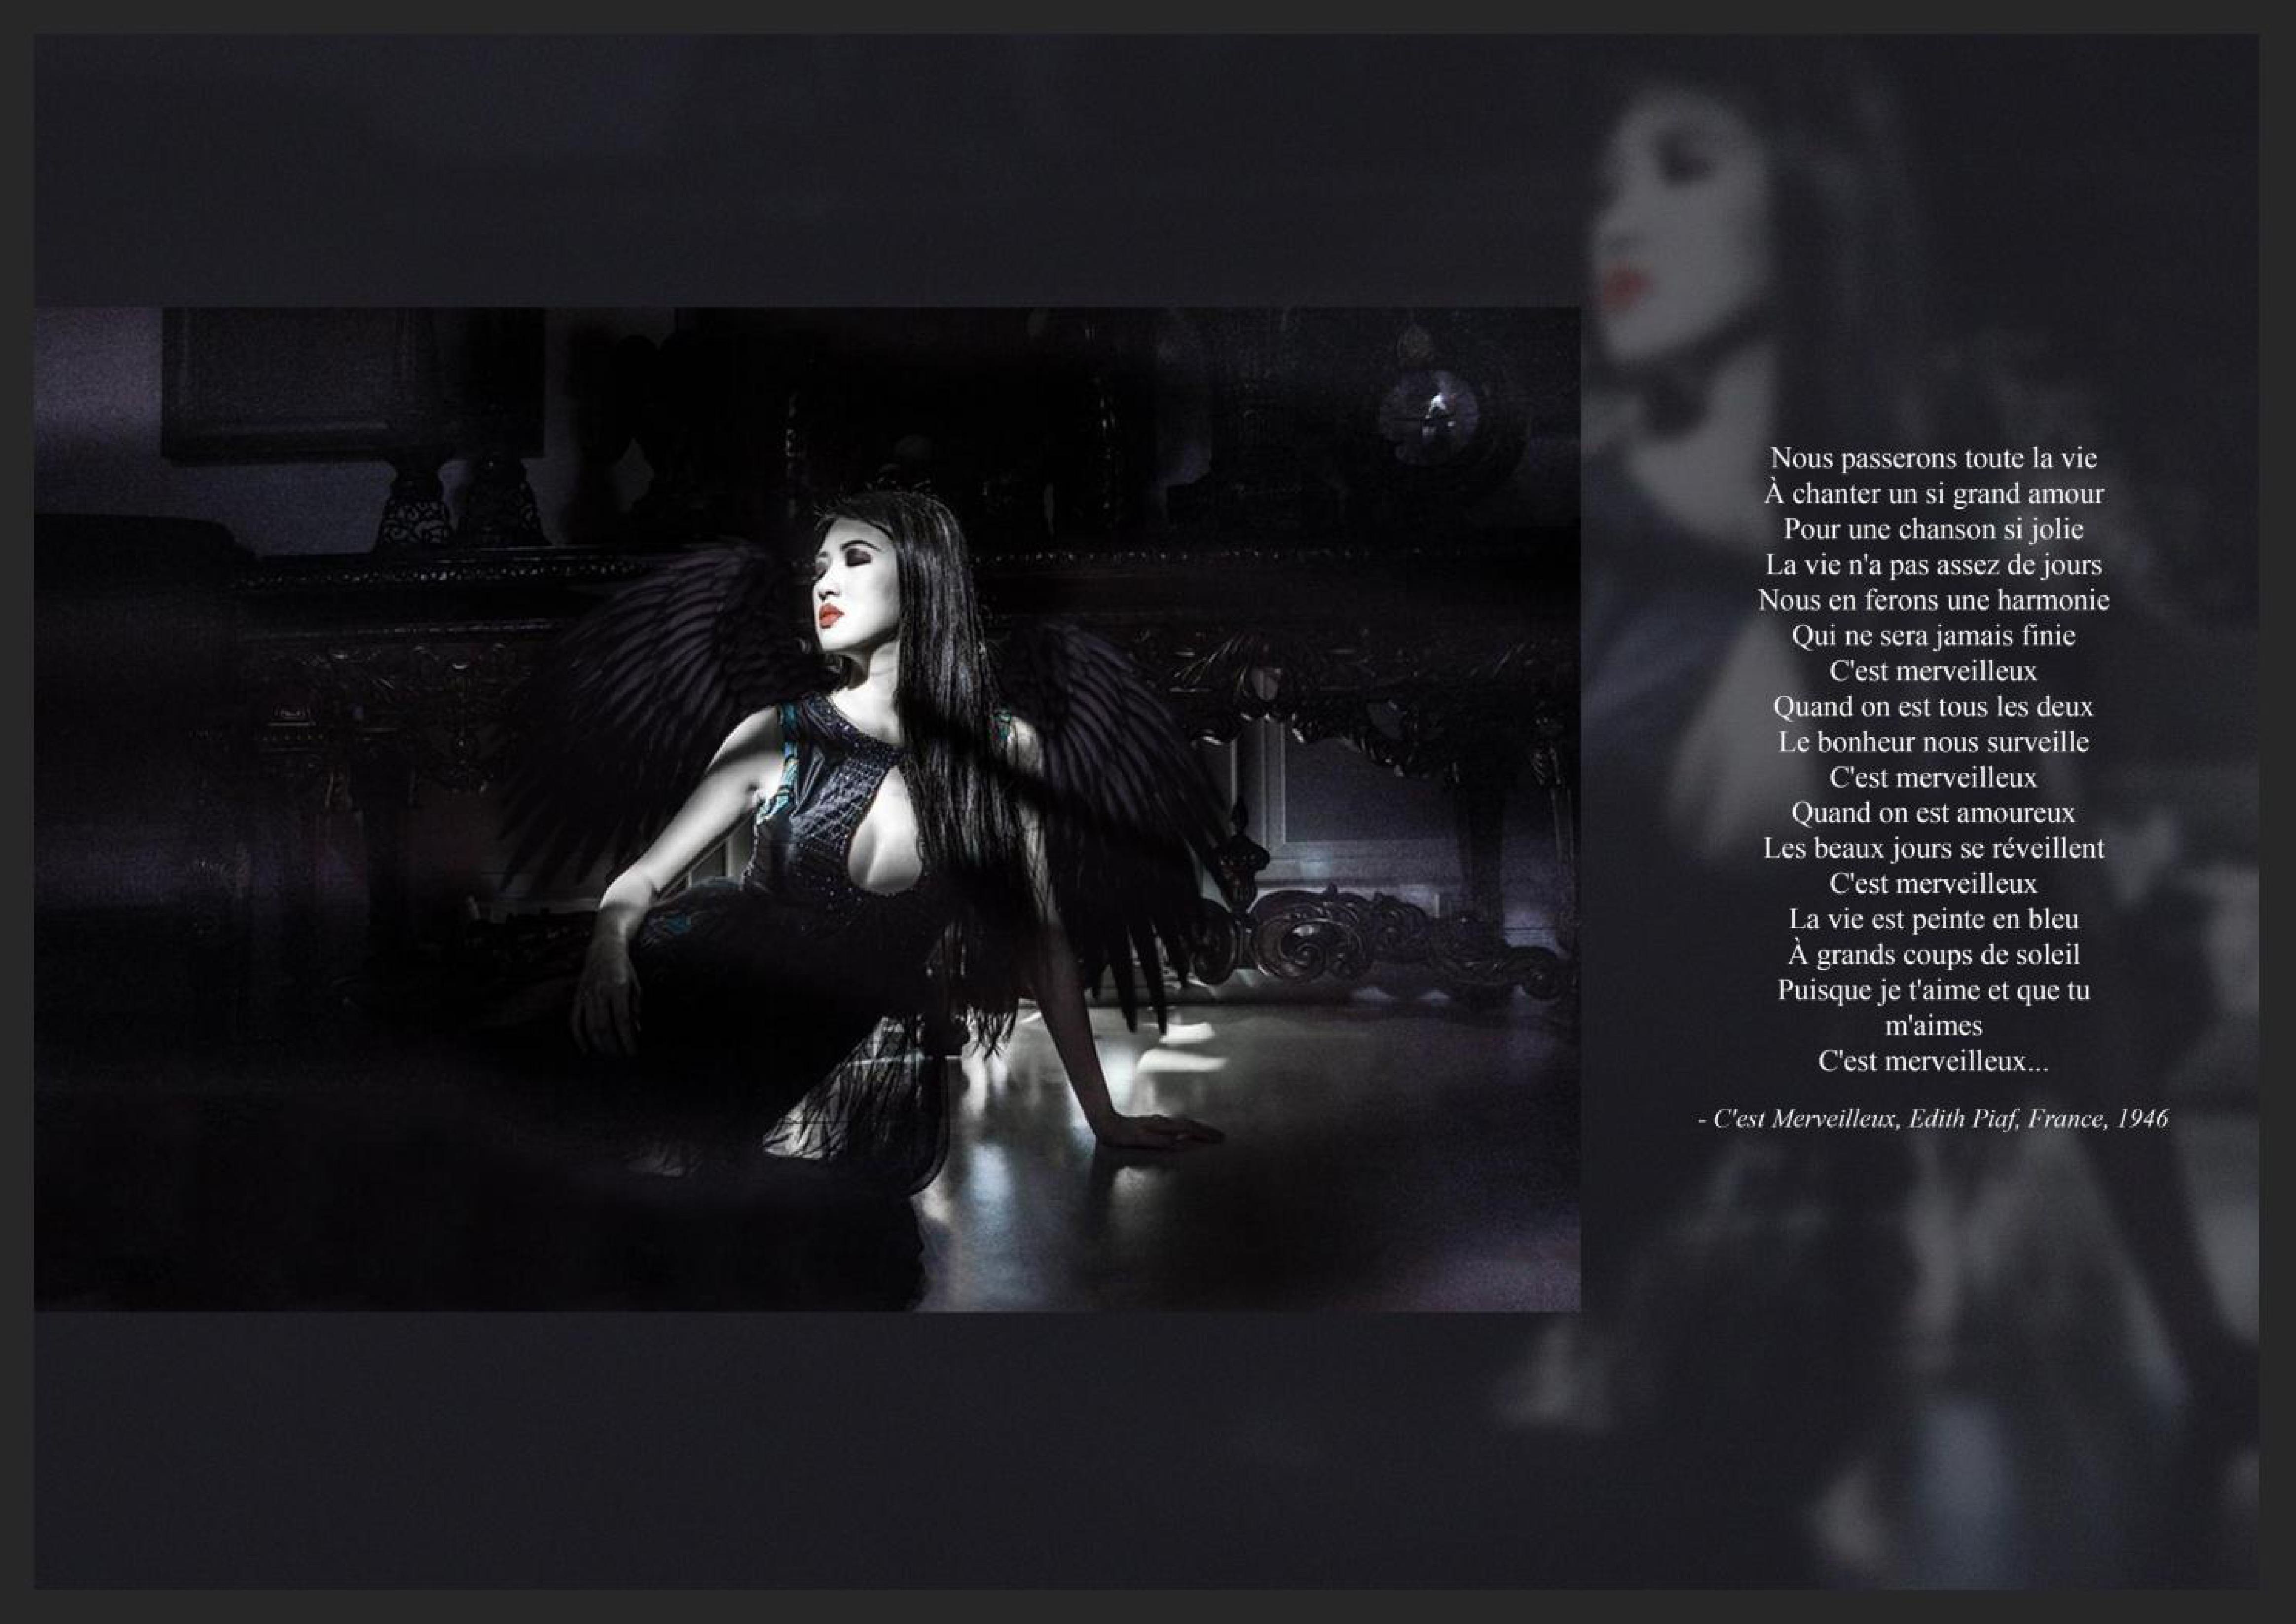 Nous passerons toute la vie
À chanter un si grand amour
Pour une chanson si jolie
La vie n'a pas assez de jours
Nous en ferons une harmonie
Qui ne sera jamais finie
C'est merveilleux
Quand on est tous les deux
Le bonheur nous surveille
C'est merveilleux
Quand on est amoureux
Les beaux jours se réveillent
C'est merveilleux
La vie est peinte en bleu
À grands coups de soleil
Puisque je t'aime et que tu
m'aimes
C'est merveilleux...
- C'est Merveilleux, Edith Piaf, France, 1946